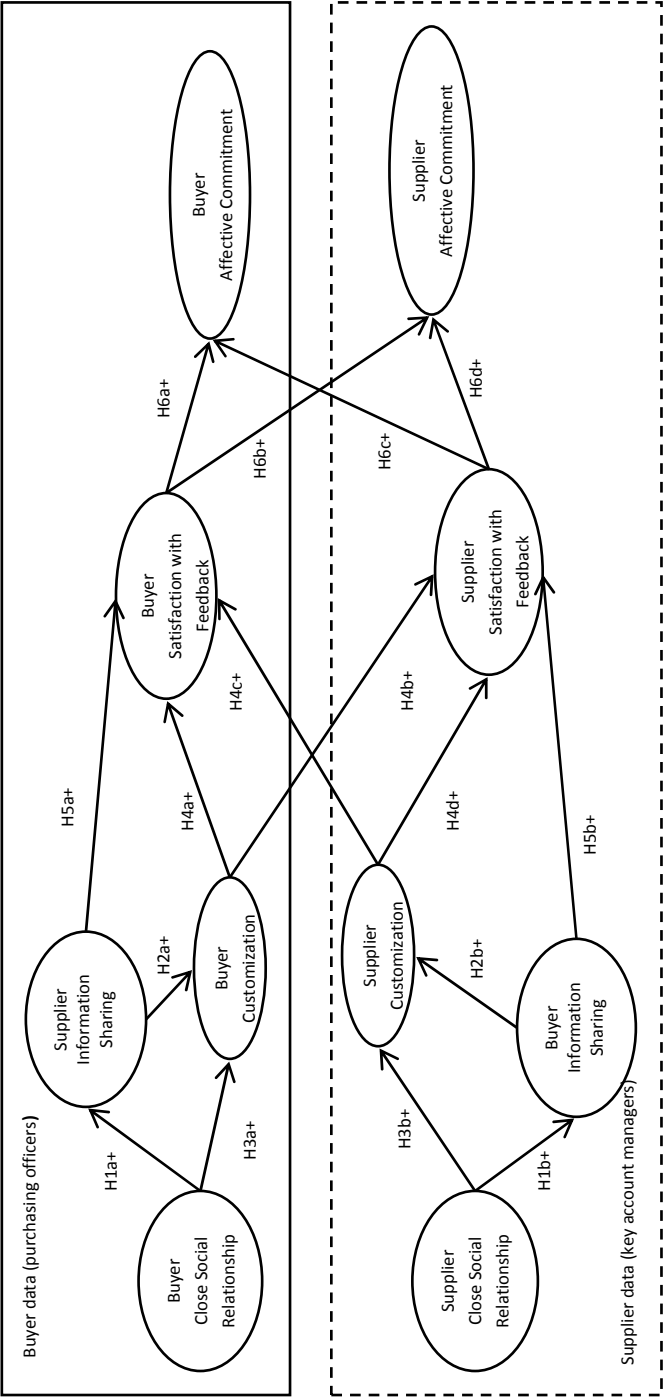 Buyer data (purchasing officers)
Buyer
Close Social
Relationship
H1a+
H3a+
Supplier
Information
Sharing
H2a+
Buyer
Customization
H5a+
H4a+
H4c+
Buyer
Satisfaction with
Feedback
H6a+
H6b+
Buyer
Affective Commitment
Supplier
Close Social
Relationship
H3b+
H1b+
Supplier
Customization
H2b+
Buyer
Information
Sharing
H4b+
H4d+
H5b+
Supplier
Satisfaction with
Feedback
H6c+
H6d+
Supplier
Affective Commitment
Supplier data (key account managers)